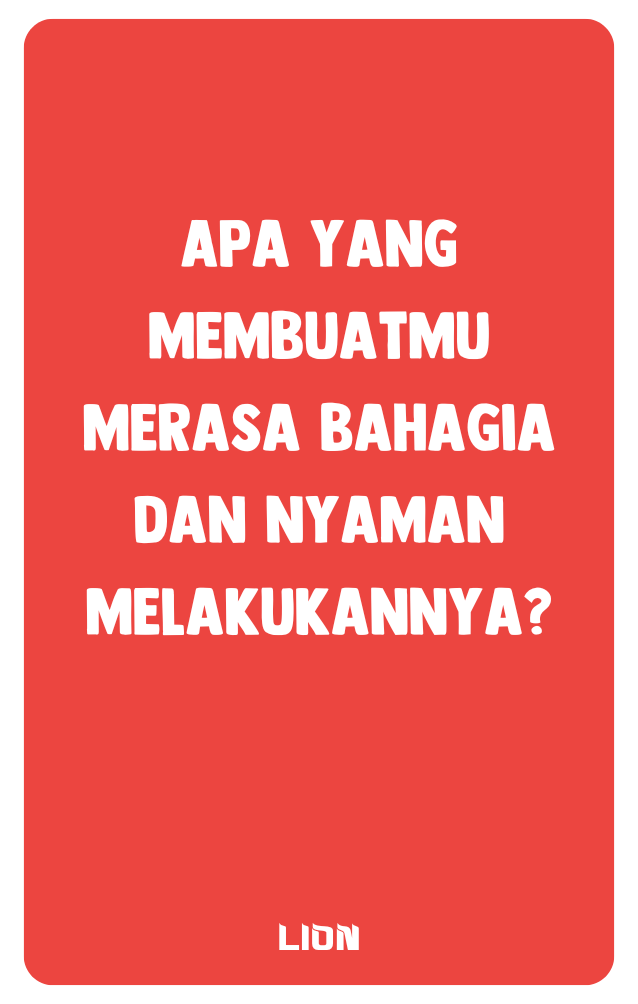 APA YANG
MEMBUATMU
MERASA BAHAGIA
DAN NYAMAN
MELAKUKANNYA?
LION